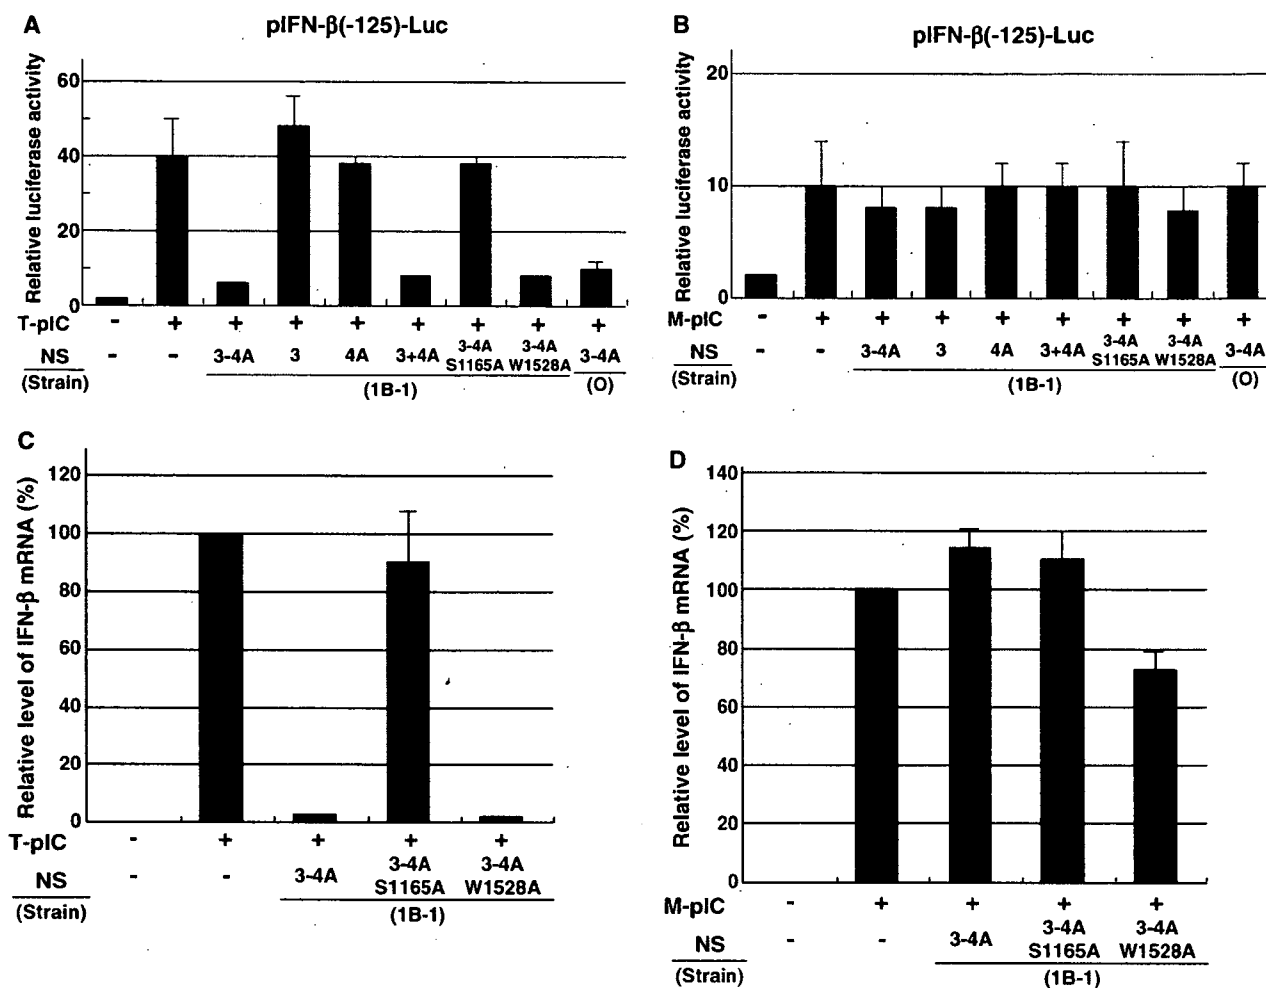 A
pIFN-β(-125)-Luc
Relative luciferase activity
60
40
20
0
T-pIC - + + + + + + + +
NS - - 3-4A 3 4A 3+4A 3-4A S1165A 3-4A W1528A 3-4A
(Strain) (1B-1) (O)
B
pIFN-β(-125)-Luc
Relative luciferase activity
20
10
0
M-pIC - + + + + + + + +
NS - - 3-4A 3 4A 3+4A 3-4A S1165A 3-4A W1528A 3-4A
(Strain) (1B-1) (O)
C
Relative level of IFN-β mRNA (%)
120
100
80
60
40
20
0
T-pIC - + + + +
NS - - 3-4A 3-4A S1165A 3-4A W1528A
(Strain) (1B-1)
D
Relative level of IFN-β mRNA (%)
140
120
100
80
60
40
20
0
M-pIC - + + + +
NS - - 3-4A 3-4A S1165A 3-4A W1528A
(Strain) (1B-1)